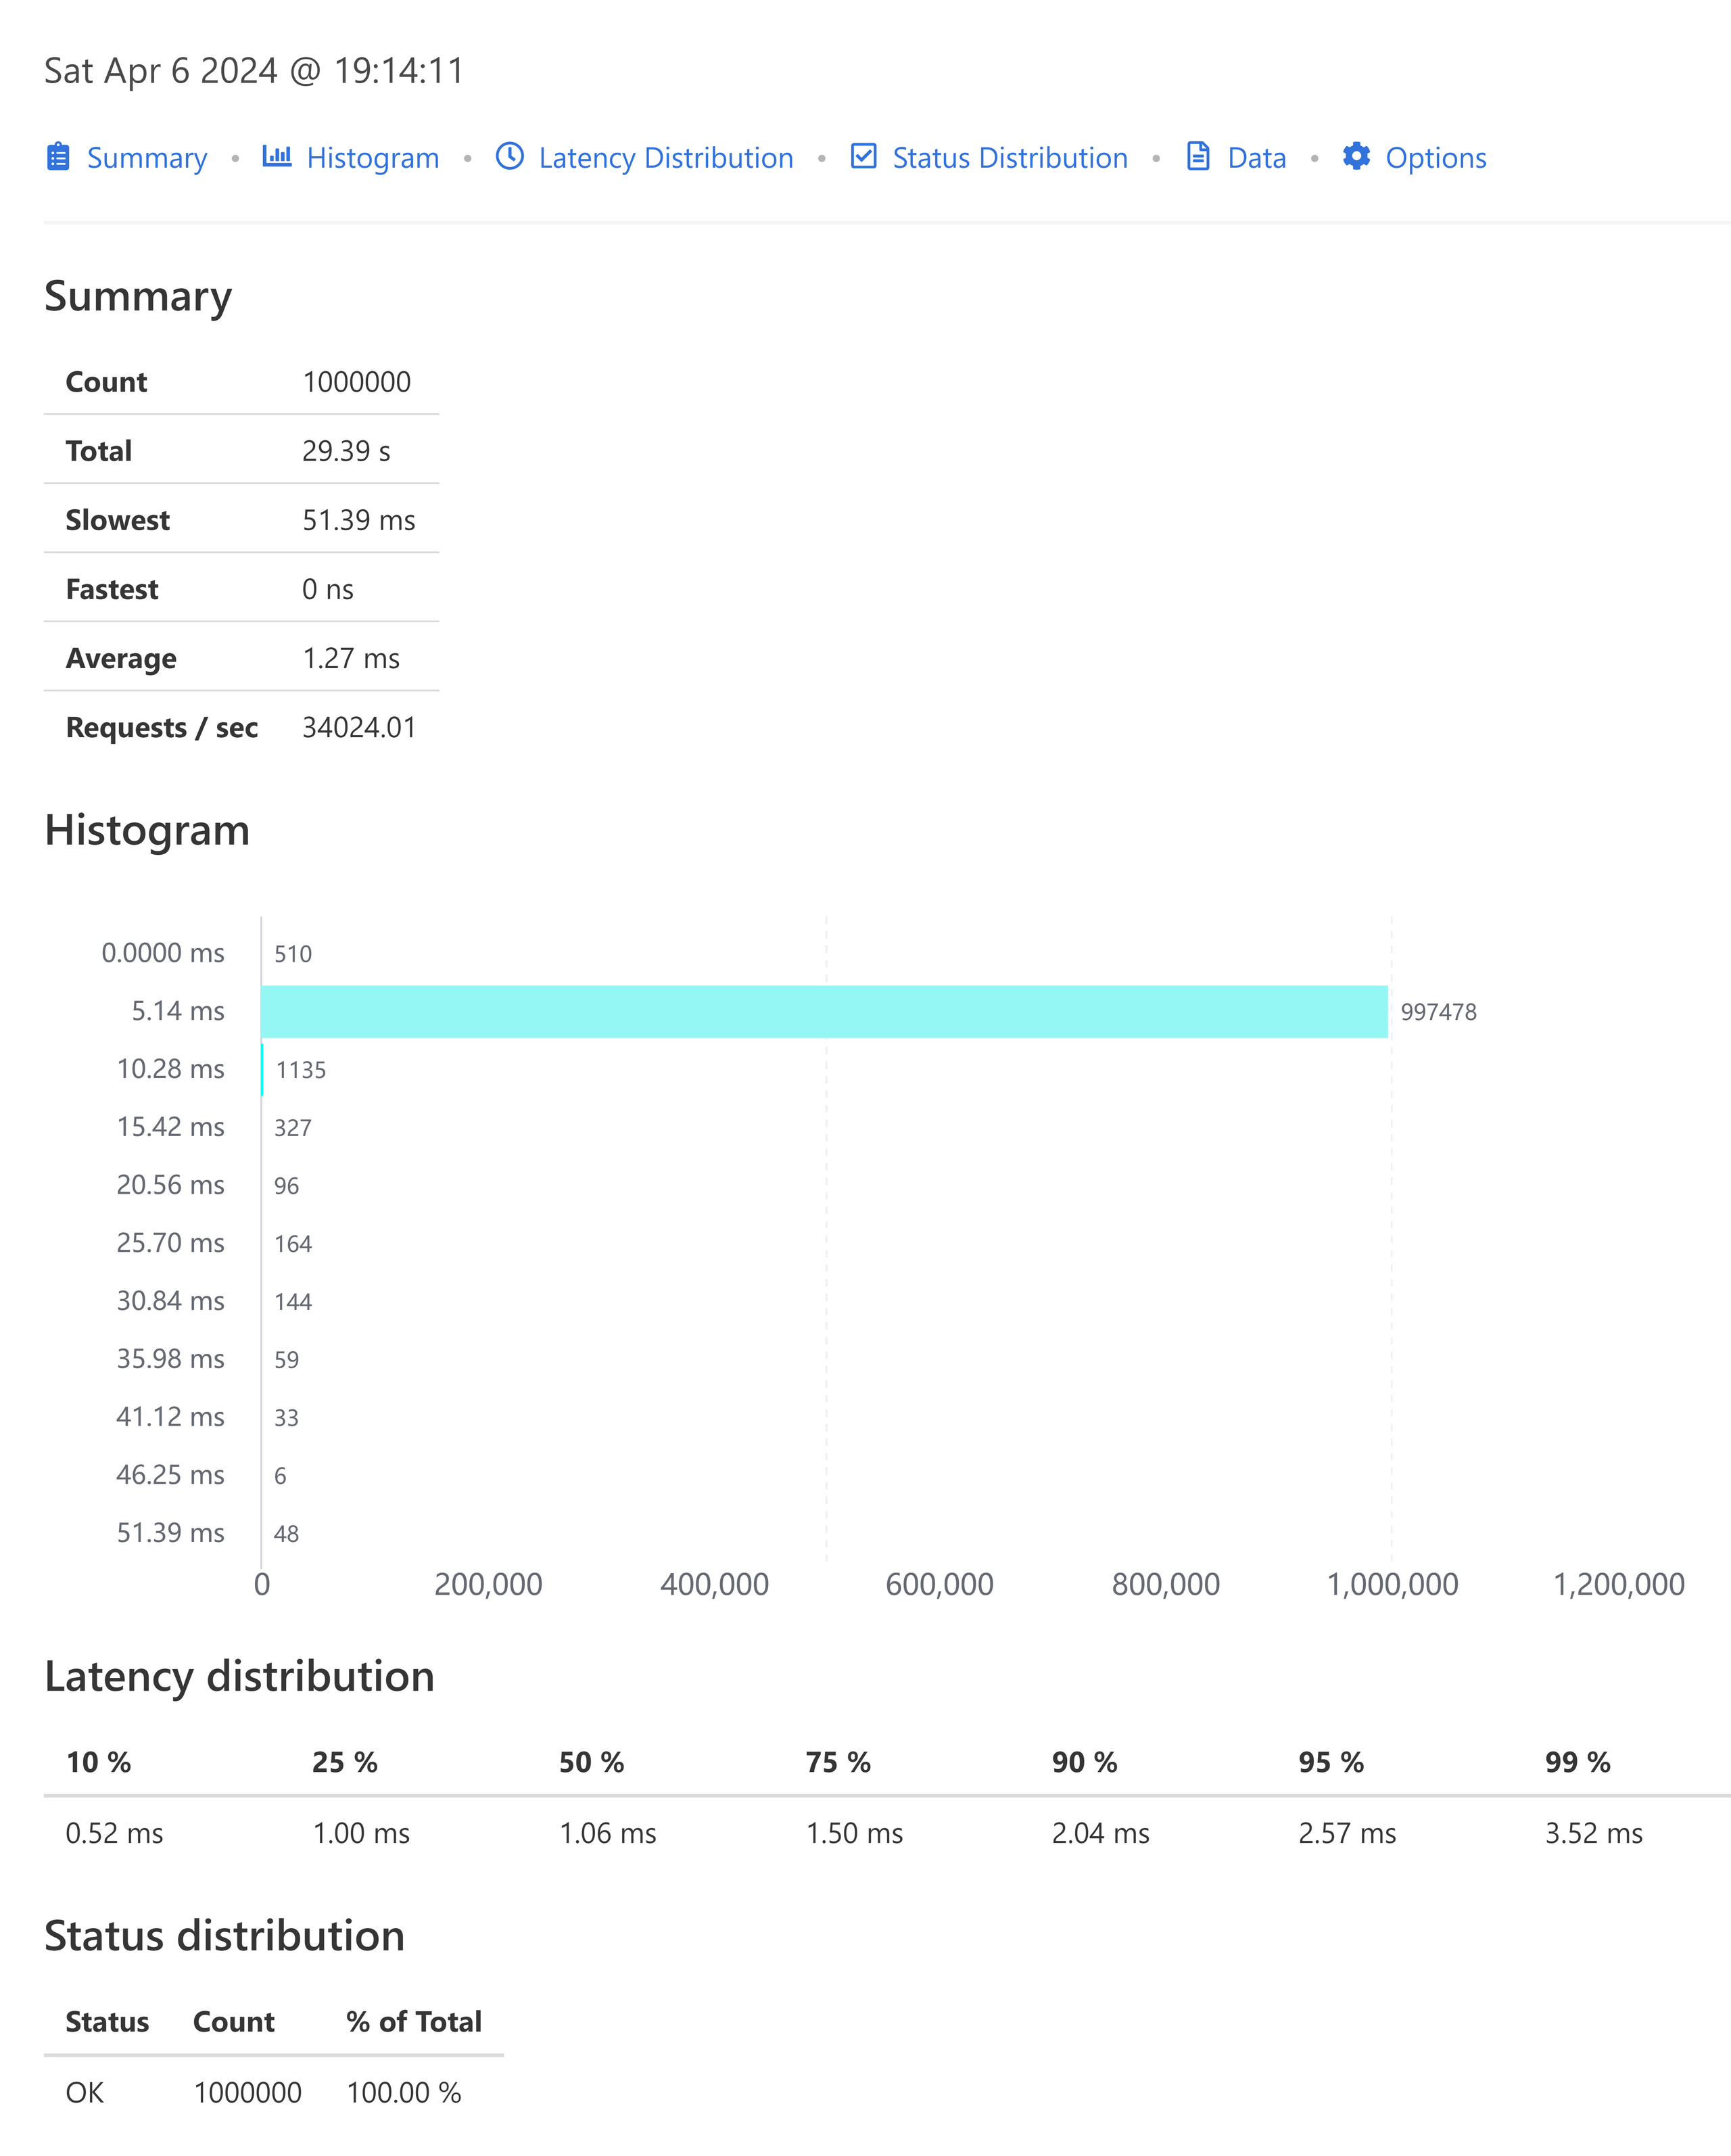 Sat Apr 6 2024 @ 19:14:11
Summary • Histogram • Latency Distribution • Status Distribution • Data • Options
Summary
Count 1000000
Total 29.39 s
Slowest 51.39 ms
Fastest 0 ns
Average 1.27 ms
Requests / sec 34024.01
Histogram
0.0000 ms 510
5.14 ms 997478
10.28 ms 1135
15.42 ms 327
20.56 ms 96
25.70 ms 164
30.84 ms 144
35.98 ms 59
41.12 ms 33
46.25 ms 6
51.39 ms 48
0 200,000 400,000 600,000 800,000 1,000,000 1,200,000
Latency distribution
10 % 25 % 50 % 75 % 90 % 95 % 99 %
0.52 ms 1.00 ms 1.06 ms 1.50 ms 2.04 ms 2.57 ms 3.52 ms
Status distribution
Status Count % of Total
OK 1000000 100.00 %